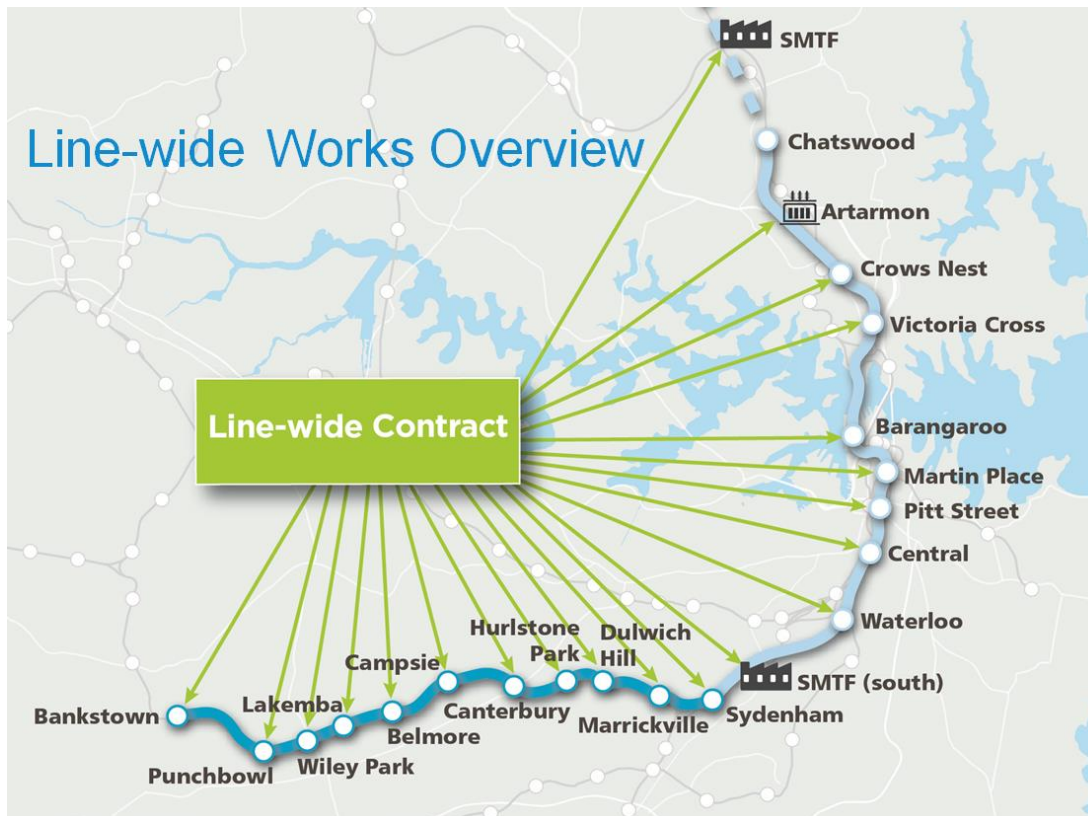 SMTF
Chatswood
Line-wide Works Overview
Artarmon
Crows Nest
Victoria Cross
Line-wide Contract
Barangaroo
Martin Place
Pitt Street
Central
Waterloo
Hurlstone
Park
Dulwich
Hill
Campsie
SMTF (south)
Lakemba
Bankstown
Canterbury
Marrickville
Sydenham
Belmore
Wiley Park
Punchbowl